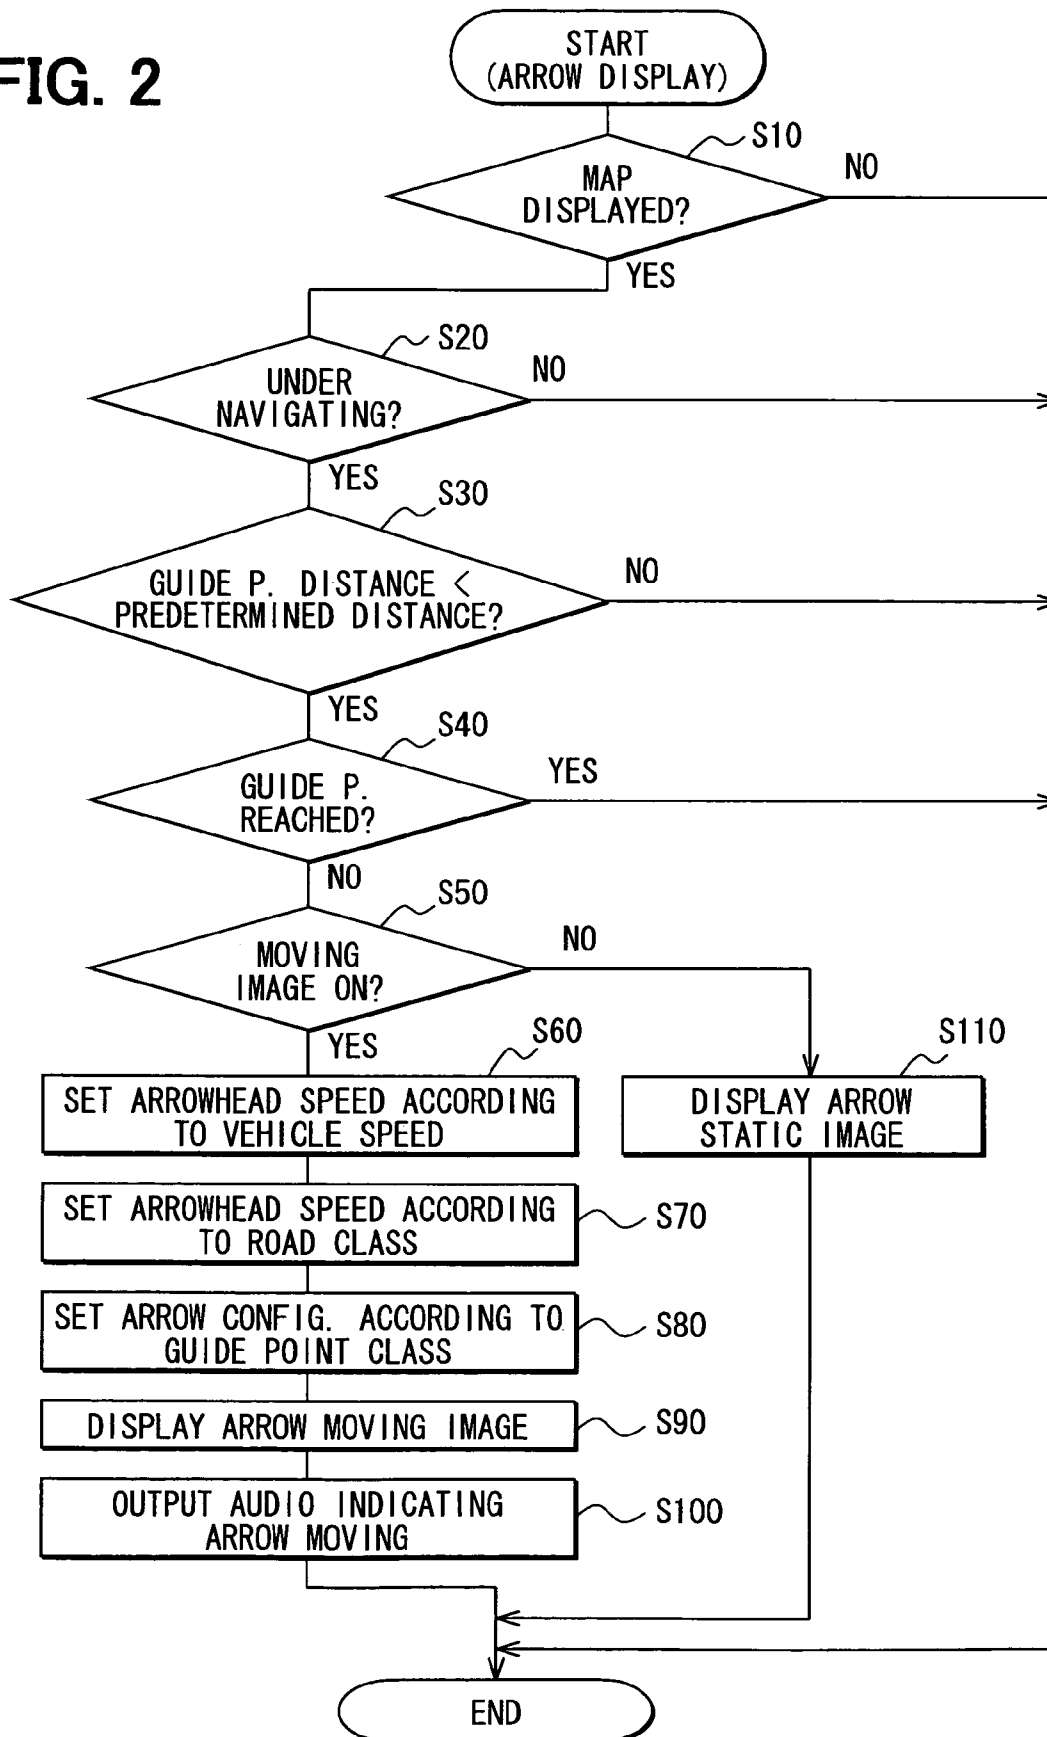 FIG. 2
START
(ARROW DISPLAY)
S10
MAP
DISPLAYED?
NO
YES
S20
UNDER
NAVIGATING?
NO
YES
S30
GUIDE P. DISTANCE <
PREDETERMINED DISTANCE?
NO
YES
S40
GUIDE P.
REACHED?
YES
NO
S50
MOVING
IMAGE ON?
NO
YES
S60
SET ARROWHEAD SPEED ACCORDING
TO VEHICLE SPEED
S110
DISPLAY ARROW
STATIC IMAGE
SET ARROWHEAD SPEED ACCORDING
TO ROAD CLASS
S70
SET ARROW CONFIG. ACCORDING TO
GUIDE POINT CLASS
S80
DISPLAY ARROW MOVING IMAGE
S90
OUTPUT AUDIO INDICATING
ARROW MOVING
S100
END